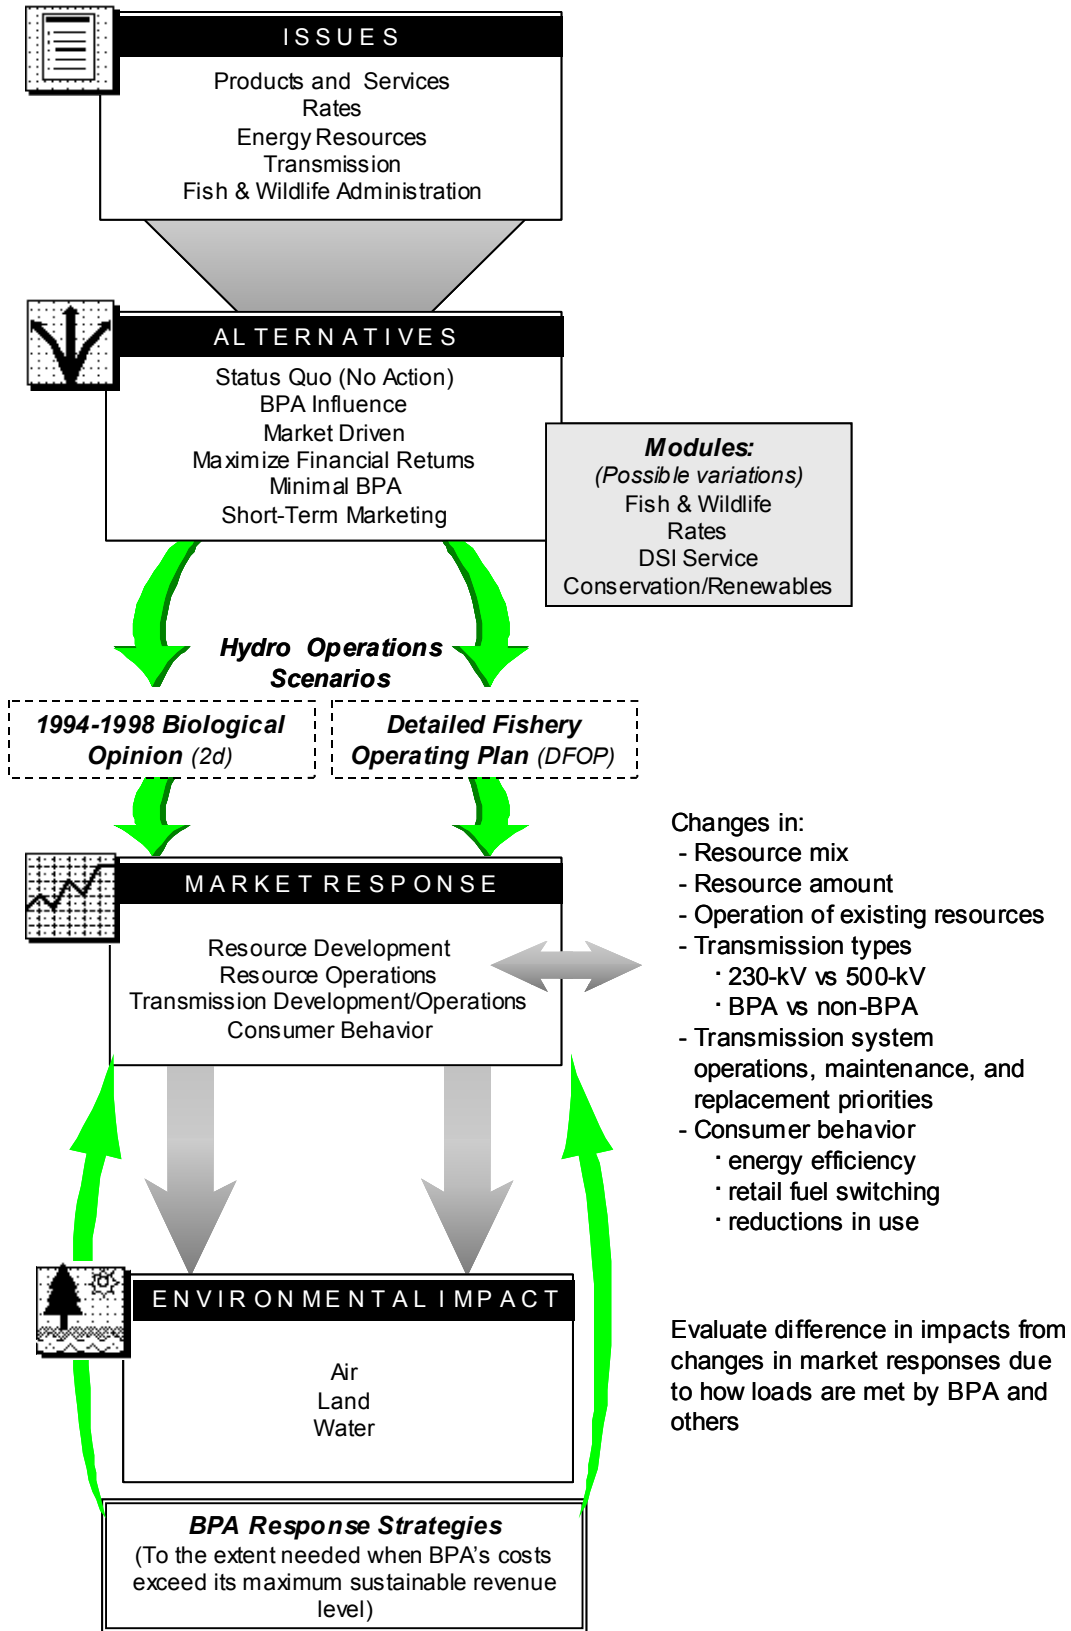 ISSUES
Products and Services
Rates
Energy Resources
Transmission
Fish & Wildlife Administration
ALTERNATIVES
Status Quo (No Action)
BPA Influence
Market Driven
Maximize Financial Returns
Minimal BPA
Short-Term Marketing
Modules:
(Possible variations)
Fish & Wildlife
Rates
DSI Service
Conservation/Renewables
Hydro Operations
Scenarios
1994-1998 Biological
Opinion (2d)
Detailed Fishery
Operating Plan (DFOP)
MARKET RESPONSE
Resource Development
Resource Operations
Transmission Development/Operations
Consumer Behavior
Changes in:
- Resource mix
- Resource amount
- Operation of existing resources
- Transmission types
· 230-kV vs 500-kV
· BPA vs non-BPA
- Transmission system
operations, maintenance, and
replacement priorities
- Consumer behavior
· energy efficiency
· retail fuel switching
· reductions in use
ENVIRONMENTAL IMPACT
Air
Land
Water
Evaluate difference in impacts from
changes in market responses due
to how loads are met by BPA and
others
BPA Response Strategies
(To the extent needed when BPA's costs
exceed its maximum sustainable revenue
level)